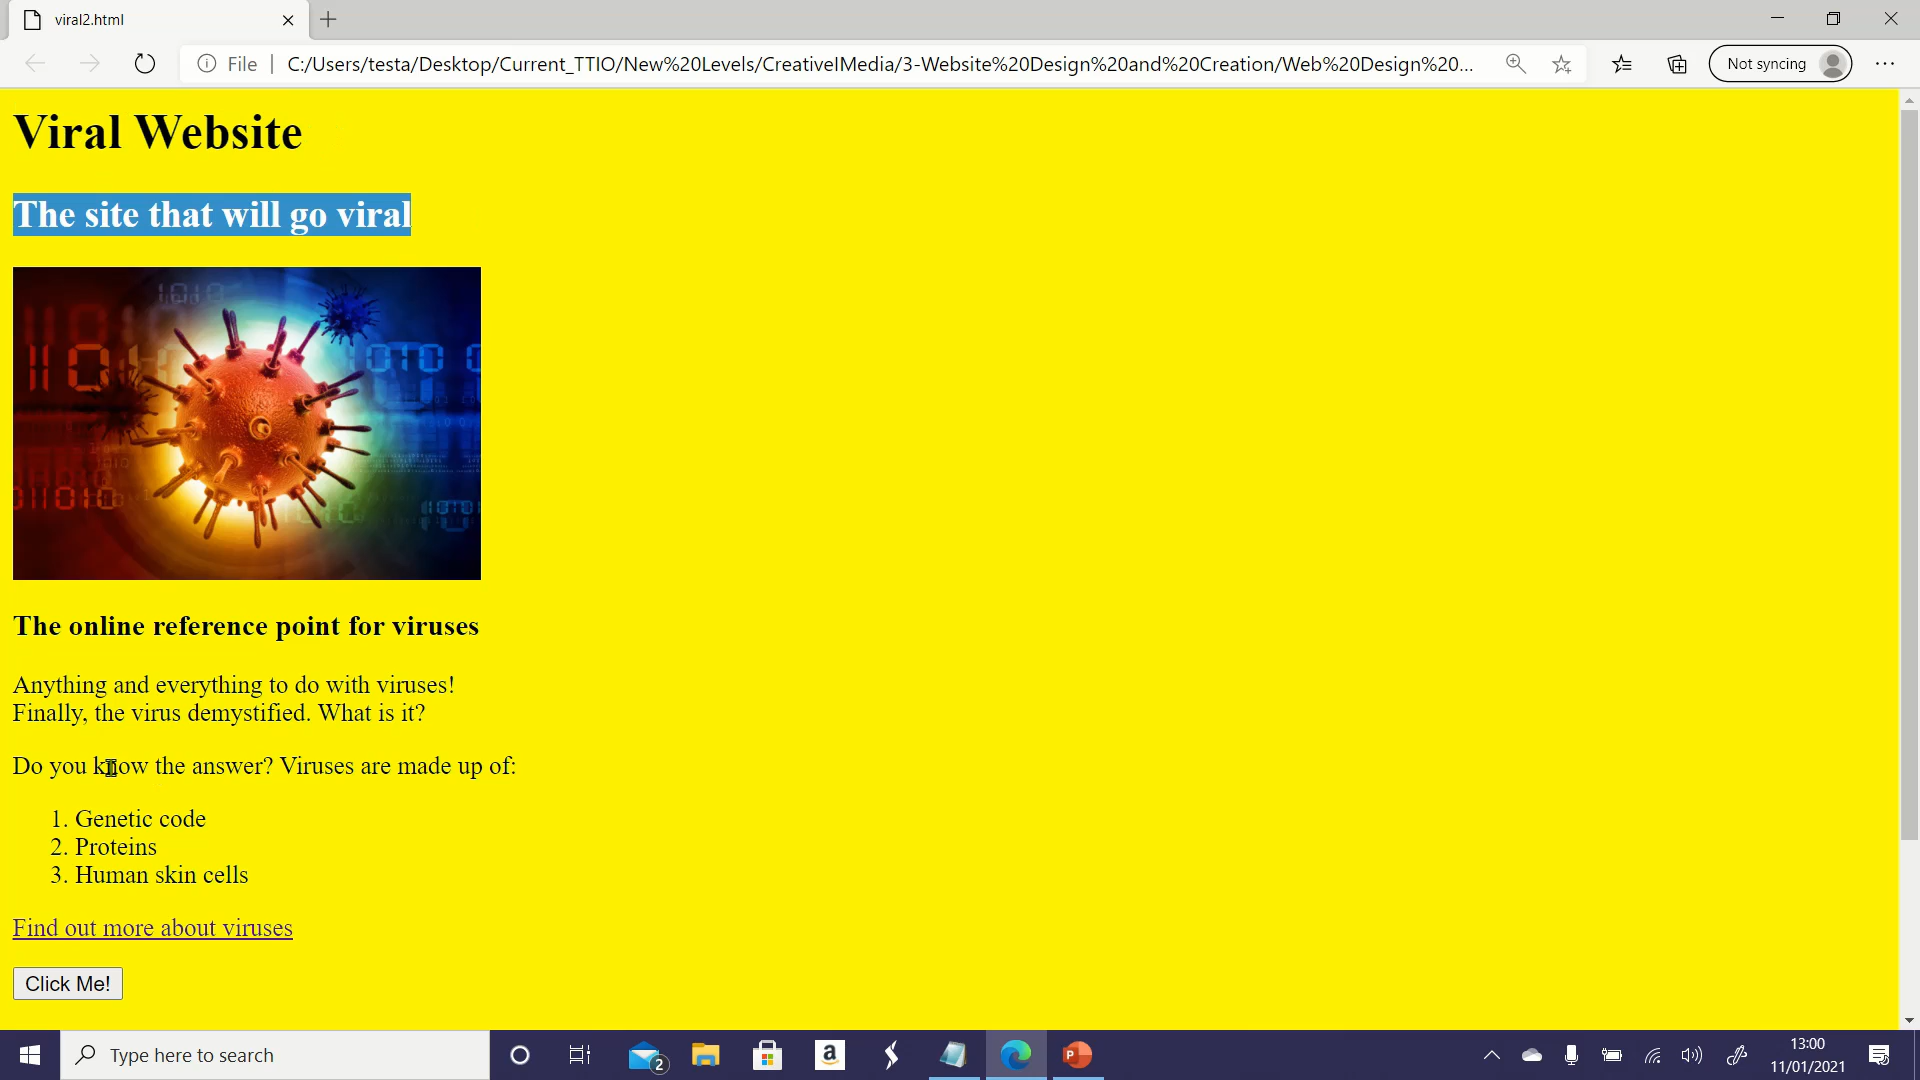 viral2.html
File
C:/Users/testa/Desktop/Current_TTIO/New%20Levels/CreativeIMedia/3-Website%20Design%20and%20Creation/Web%20Design%20...
Not syncing
Viral Website
The site that will go viral
The online reference point for viruses
Anything and everything to do with viruses!
Finally, the virus demystified. What is it?
Do you know the answer? Viruses are made up of:
1. Genetic code
2. Proteins
3. Human skin cells
Find out more about viruses
Click Me!
Type here to search
2
a
P
13:00
11/01/2021